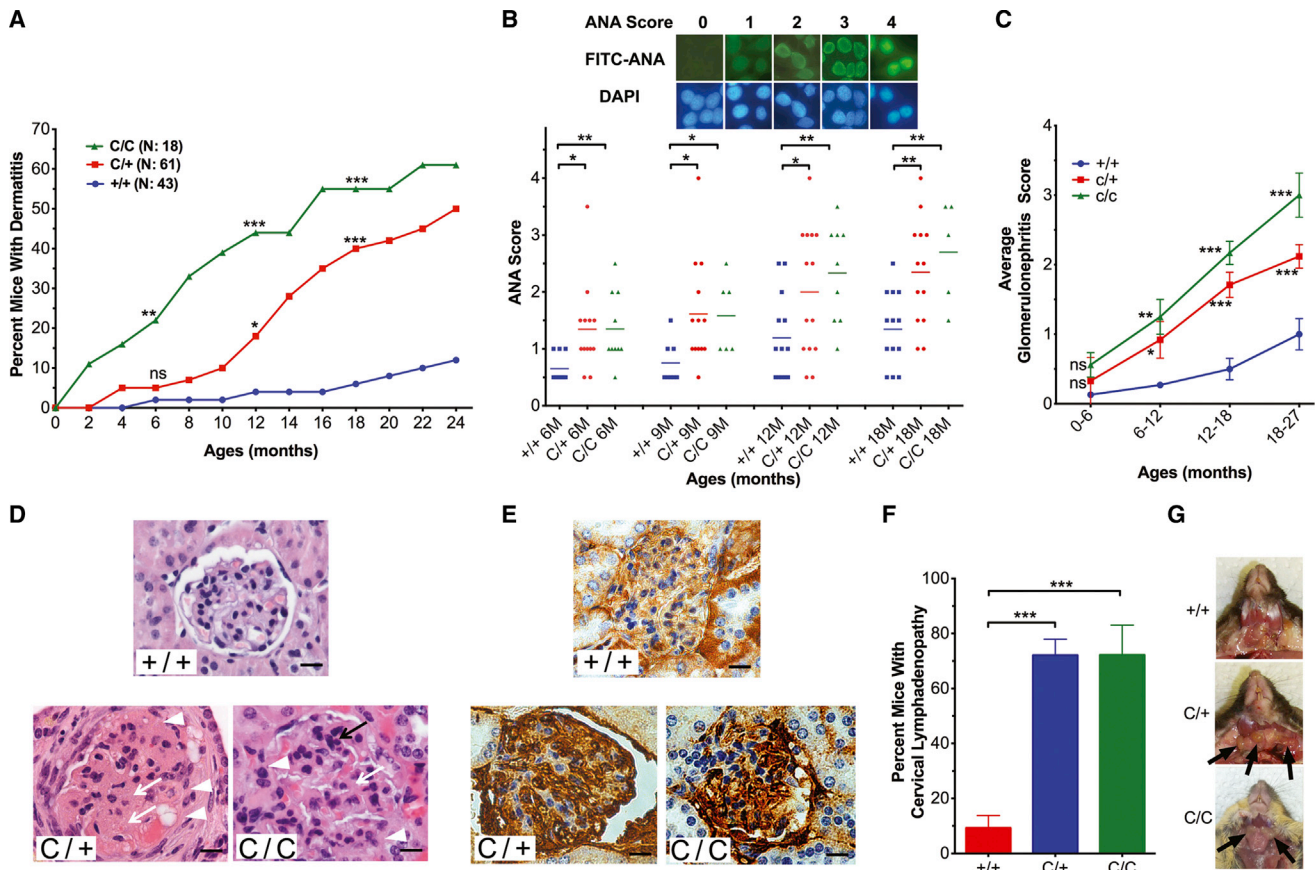 A
Percent Mice With Dermatitis
70
60
50
40
30
20
10
0
C/C (N: 18)
C/+ (N: 61)
+/+ (N: 43)
**
***
***
ns
*
***
0 2 4 6 8 10 12 14 16 18 20 22 24
Ages (months)
B
ANA Score 0 1 2 3 4
FITC-ANA
DAPI
ANA Score
4
3
2
1
0
**
*
*
*
**
*
**
**
+/+ 6M
C/+ 6M
C/C 6M
+/+ 9M
C/+ 9M
C/C 9M
+/+ 12M
C/+ 12M
C/C 12M
+/+ 18M
C/+ 18M
C/C 18M
Ages (months)
C
Average
Glomerulonephritis Score
4
3
2
1
0
+/+
c/+
c/c
ns
ns
**
*
***
***
***
***
0-6
6-12
12-18
18-27
Ages (months)
D
+/+
C/+
C/C
E
+/+
C/+
C/C
F
Percent Mice With
Cervical Lymphadenopathy
100
80
60
40
20
10
0
***
***
+/+ C/+ C/C
G
+/+
C/+
C/C